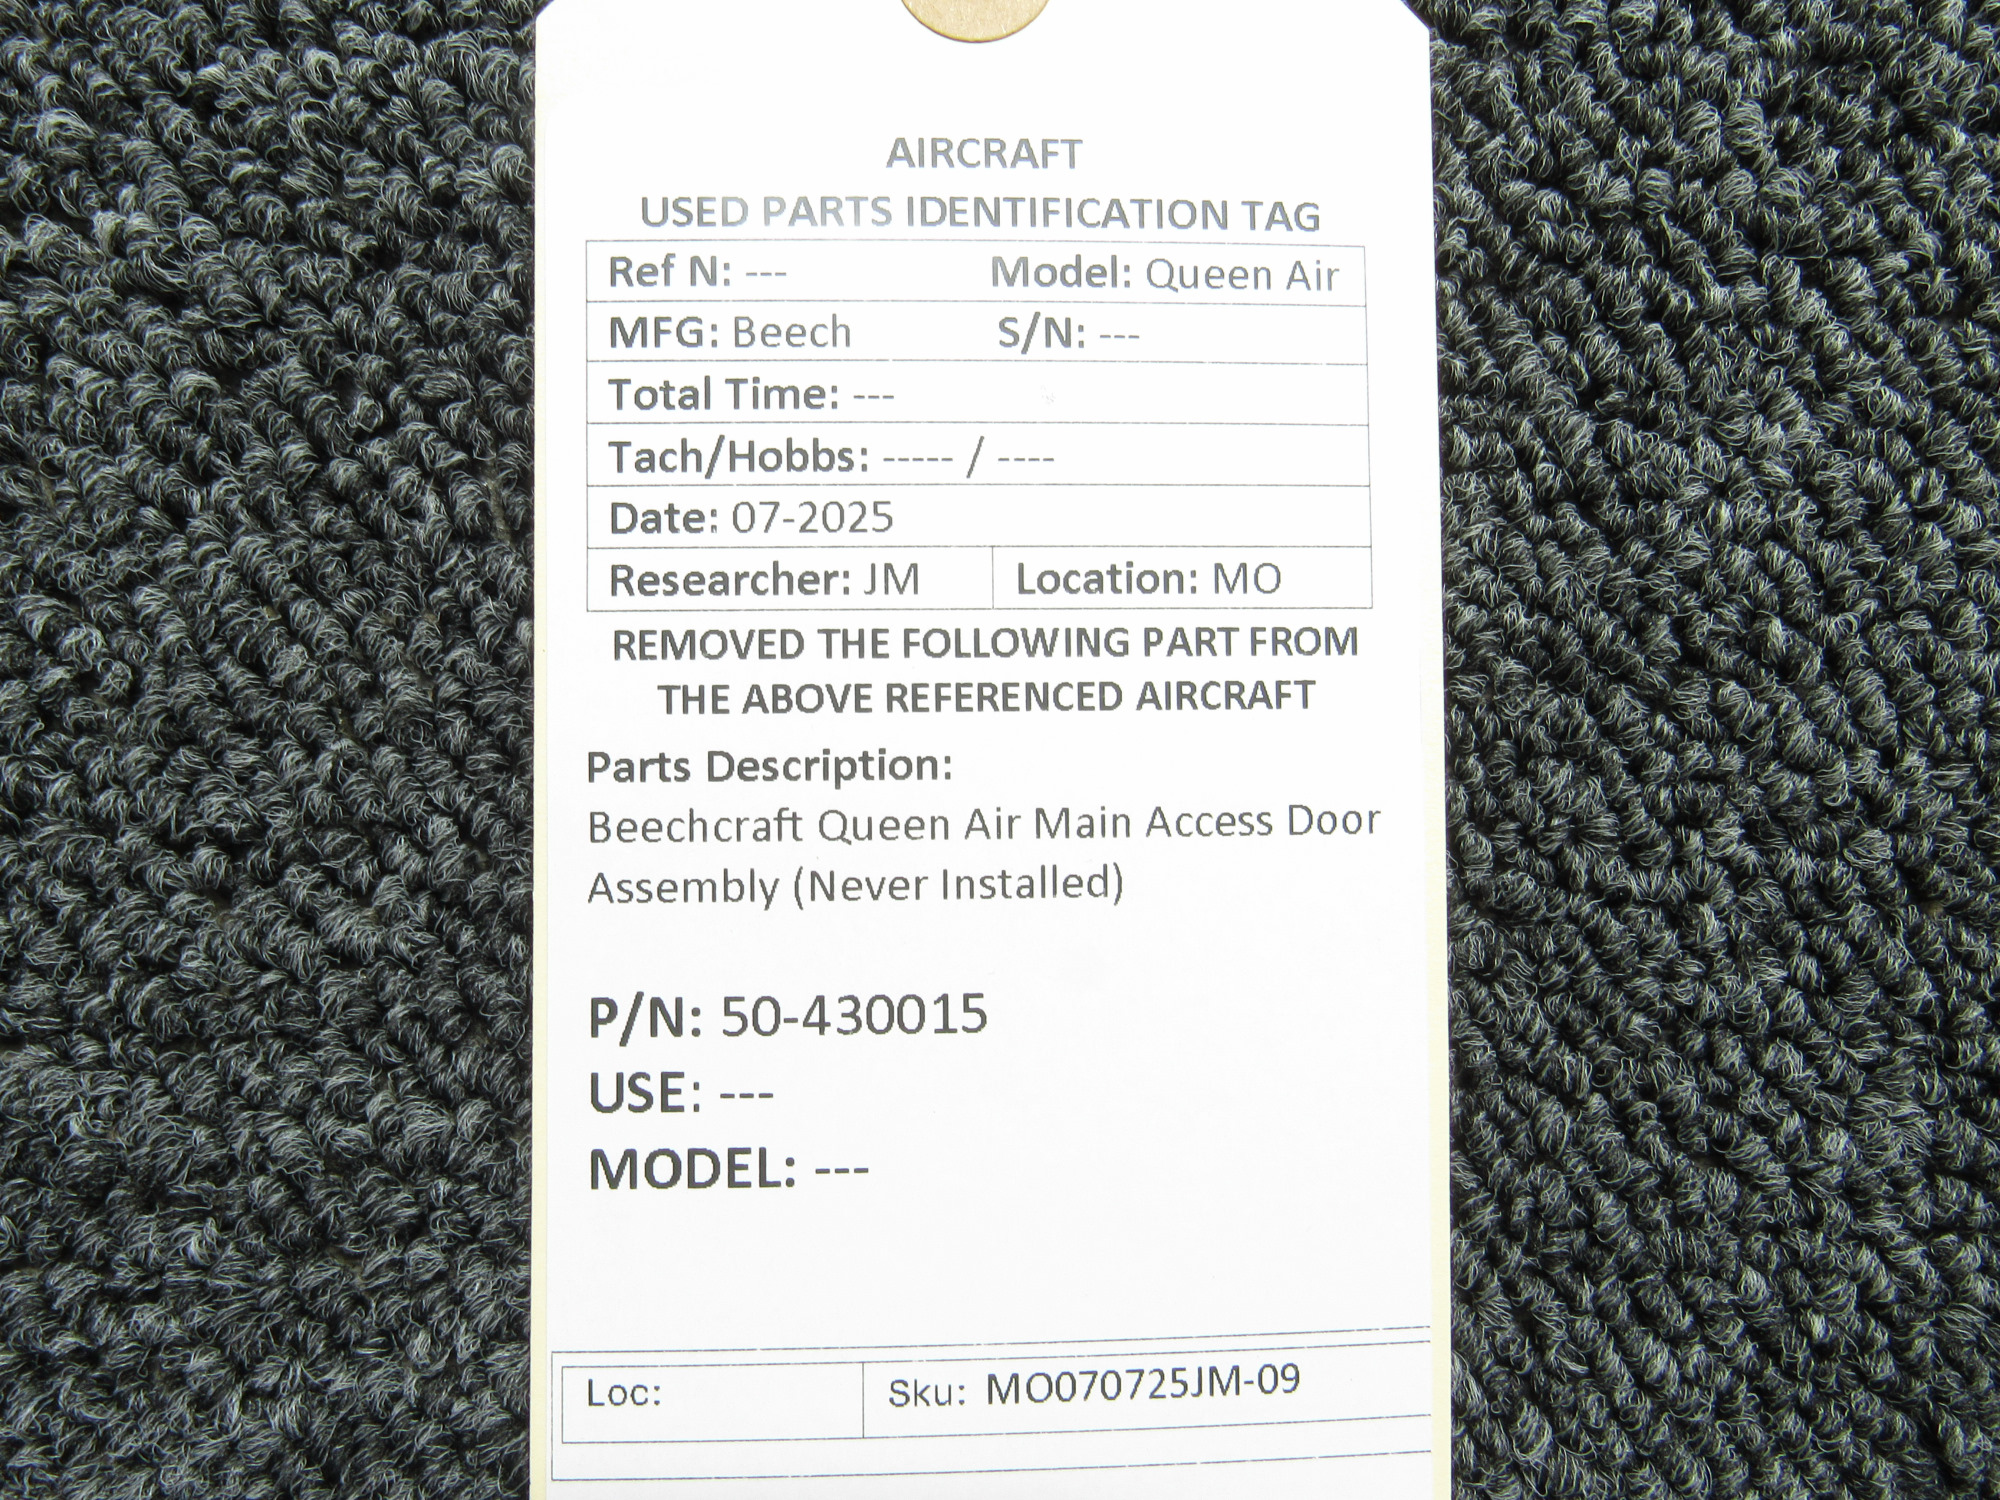 AIRCRAFT
USED PARTS IDENTIFICATION TAG
Ref N: --- Model: Queen Air
MFG: Beech S/N: ---
Total Time: ---
Tach/Hobbs: ----- / ----
Date: 07-2025
Researcher: JM Location: MO
REMOVED THE FOLLOWING PART FROM
THE ABOVE REFERENCED AIRCRAFT
Parts Description:
Beechcraft Queen Air Main Access Door
Assembly (Never Installed)
P/N: 50-430015
USE: ---
MODEL: ---
Loc: Sku: MO070725JM-09